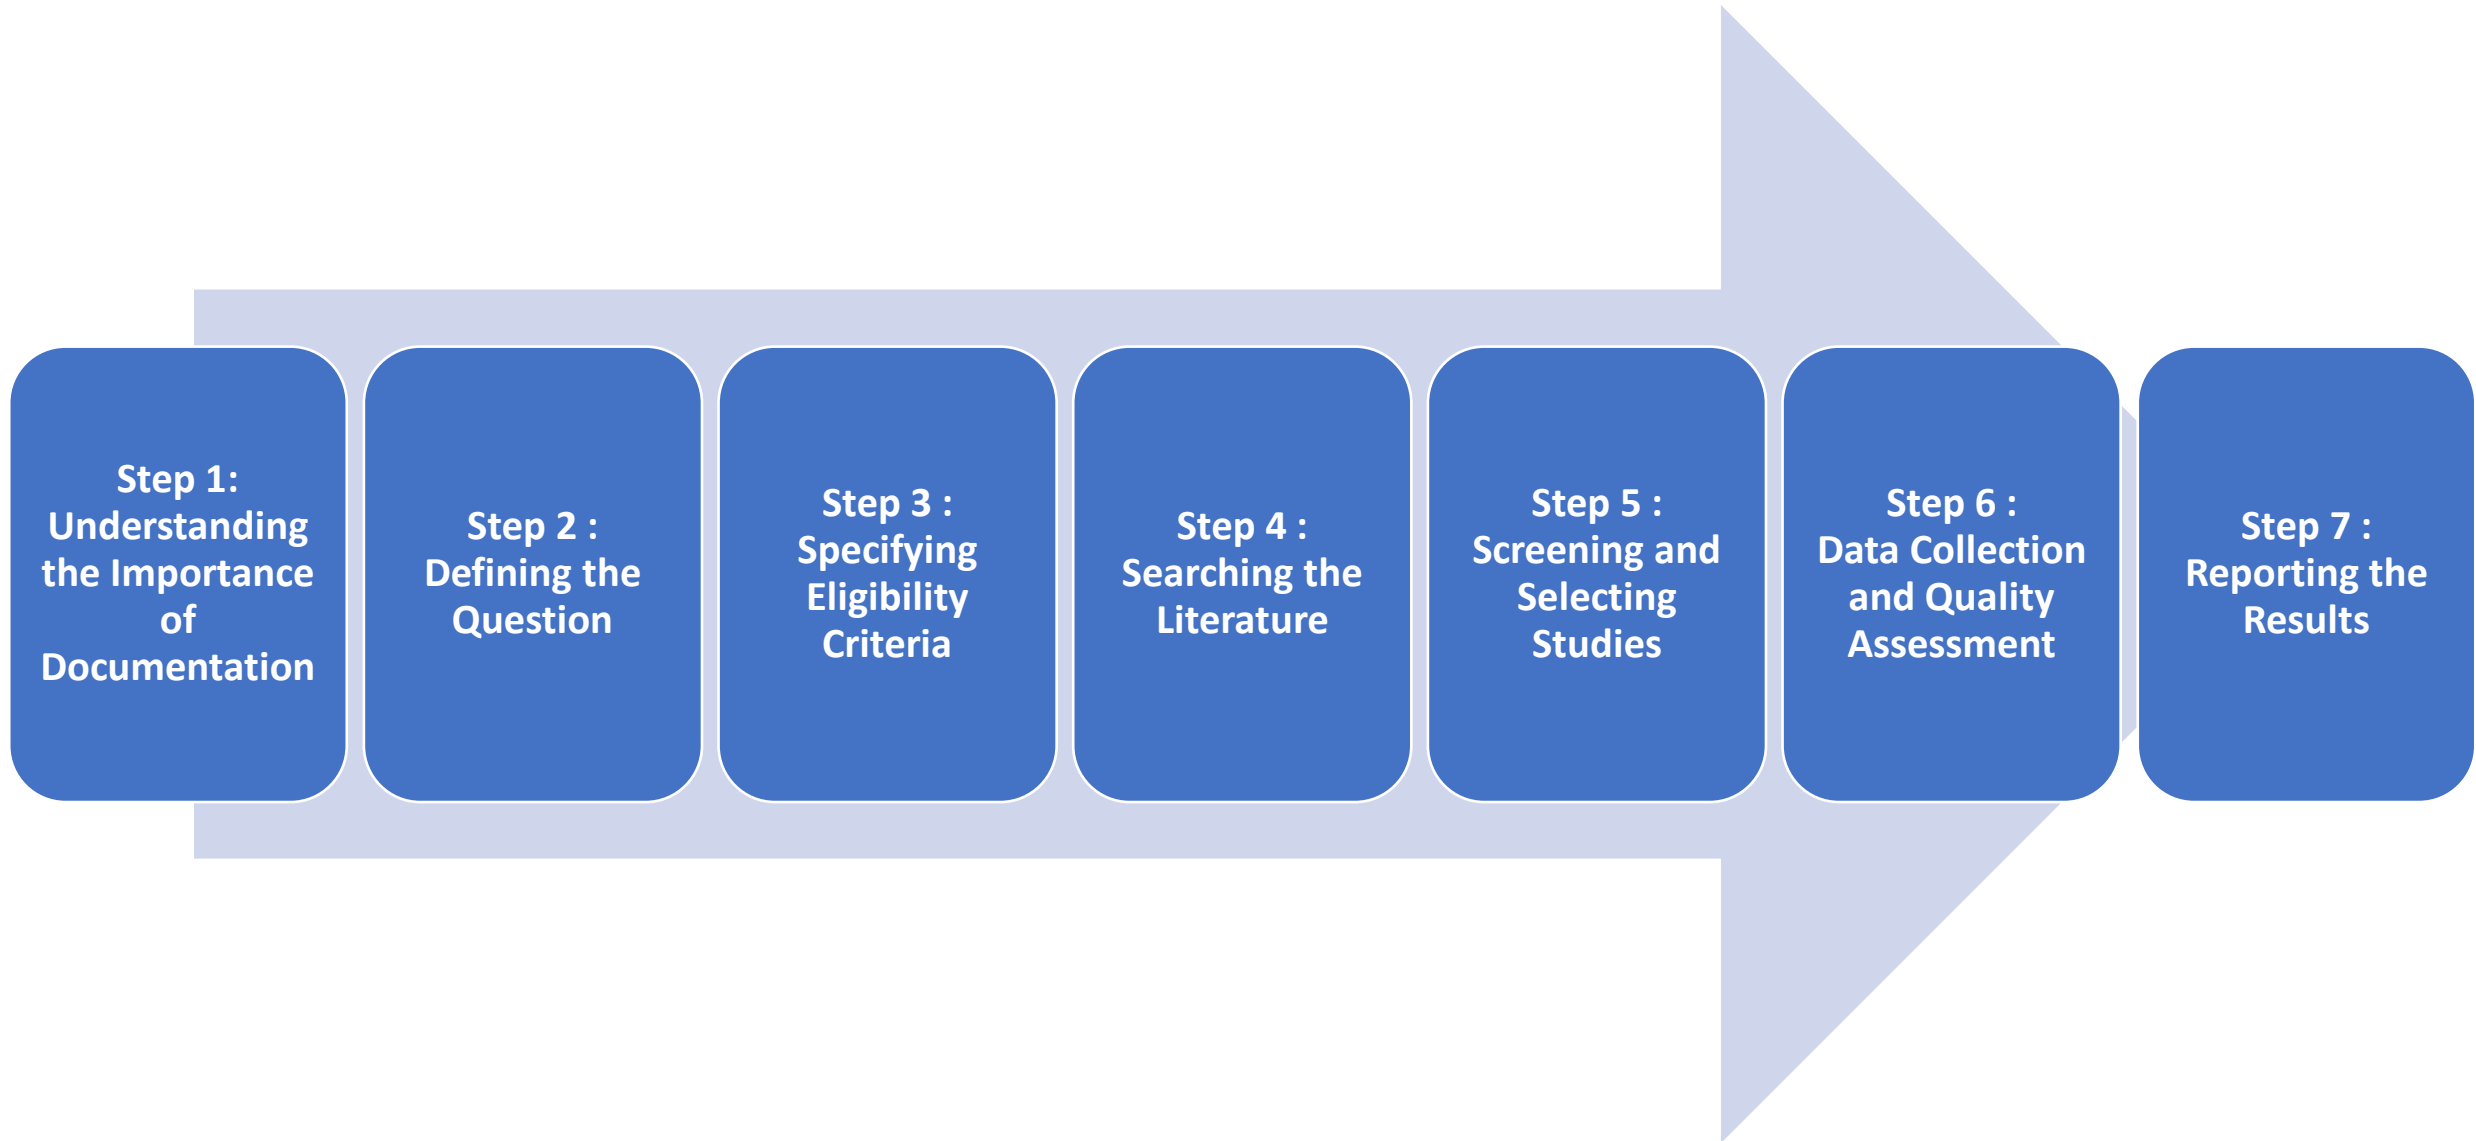 Step 1:
Understanding
the Importance
of
Documentation
Step 2 :
Defining the
Question
Step 3 :
Specifying
Eligibility
Criteria
Step 4 :
Searching the
Literature
Step 5 :
Screening and
Selecting
Studies
Step 6 :
Data Collection
and Quality
Assessment
Step 7 :
Reporting the
Results